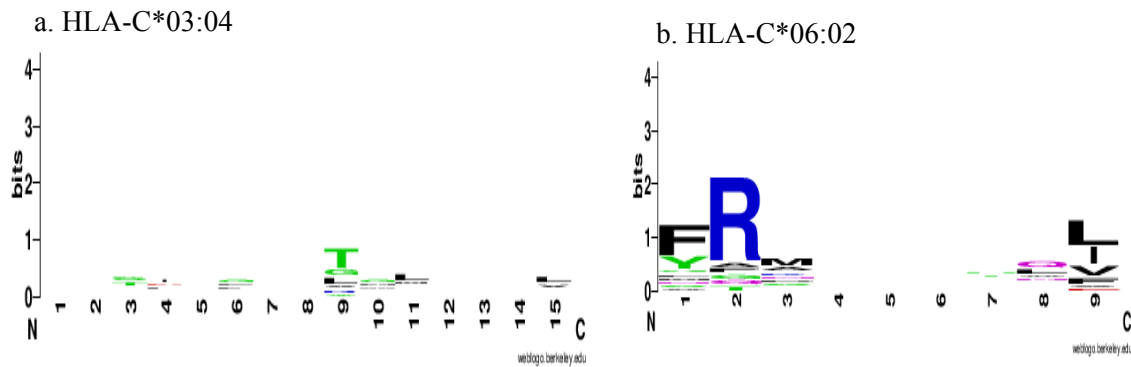 a. HLA-C*03:04
b. HLA-C*06:02
bits
4
3
2
1
0
1 2 3 4 5 6 7 8 9 10 11 12 13 14 15
N C
T
weblogo.berkeley.edu
bits
4
3
2
1
0
F R L
Y A M I
V
1 2 3 4 5 6 7 8 9
N C
weblogo.berkeley.edu